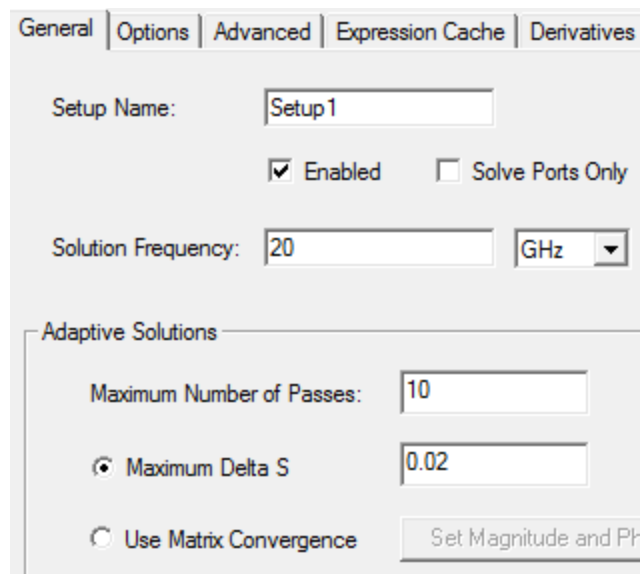 General Options Advanced Expression Cache Derivatives
Setup Name: Setup1
Enabled Solve Ports Only
Solution Frequency: 20 GHz
Adaptive Solutions
Maximum Number of Passes: 10
Maximum Delta S 0.02
Use Matrix Convergence Set Magnitude and Ph